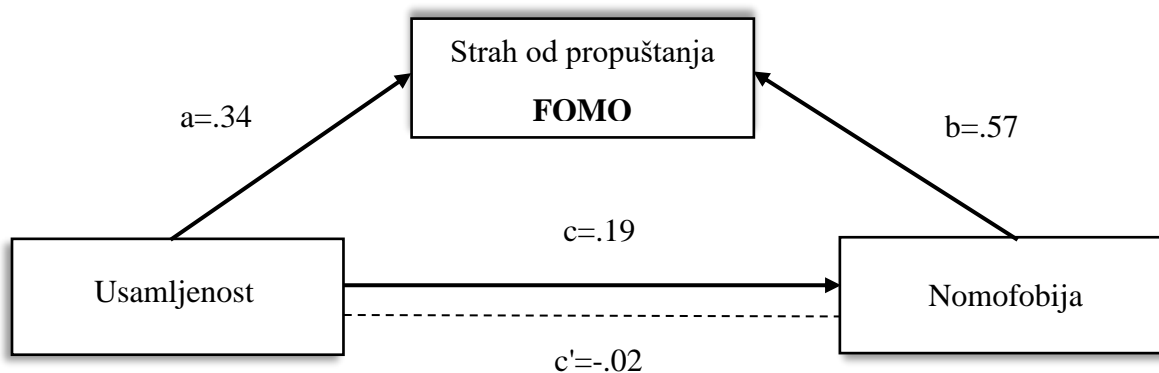 Strah od propuštanja
FOMO
a=.34
b=.57
c=.19
Usamljenost
Nomofobija
c'=-.02